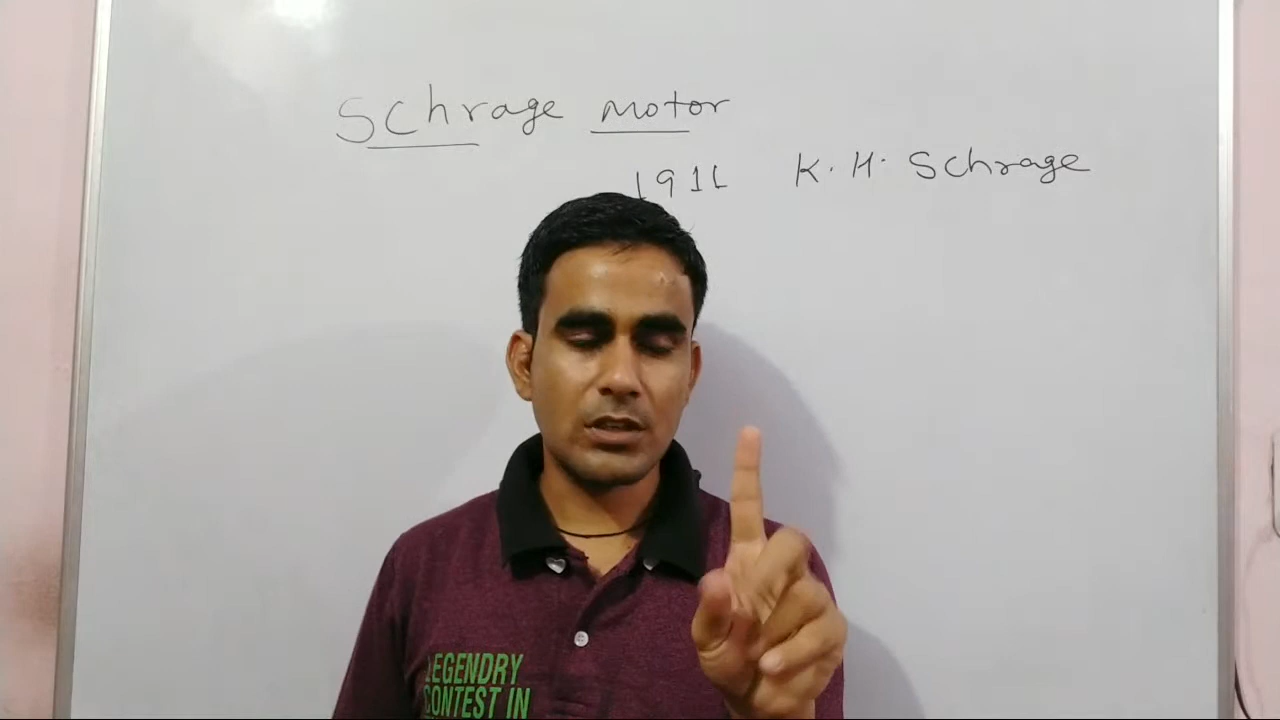 Schrage motor
1911 K. H. Schrage
LEGENDRY
CONTEST IN